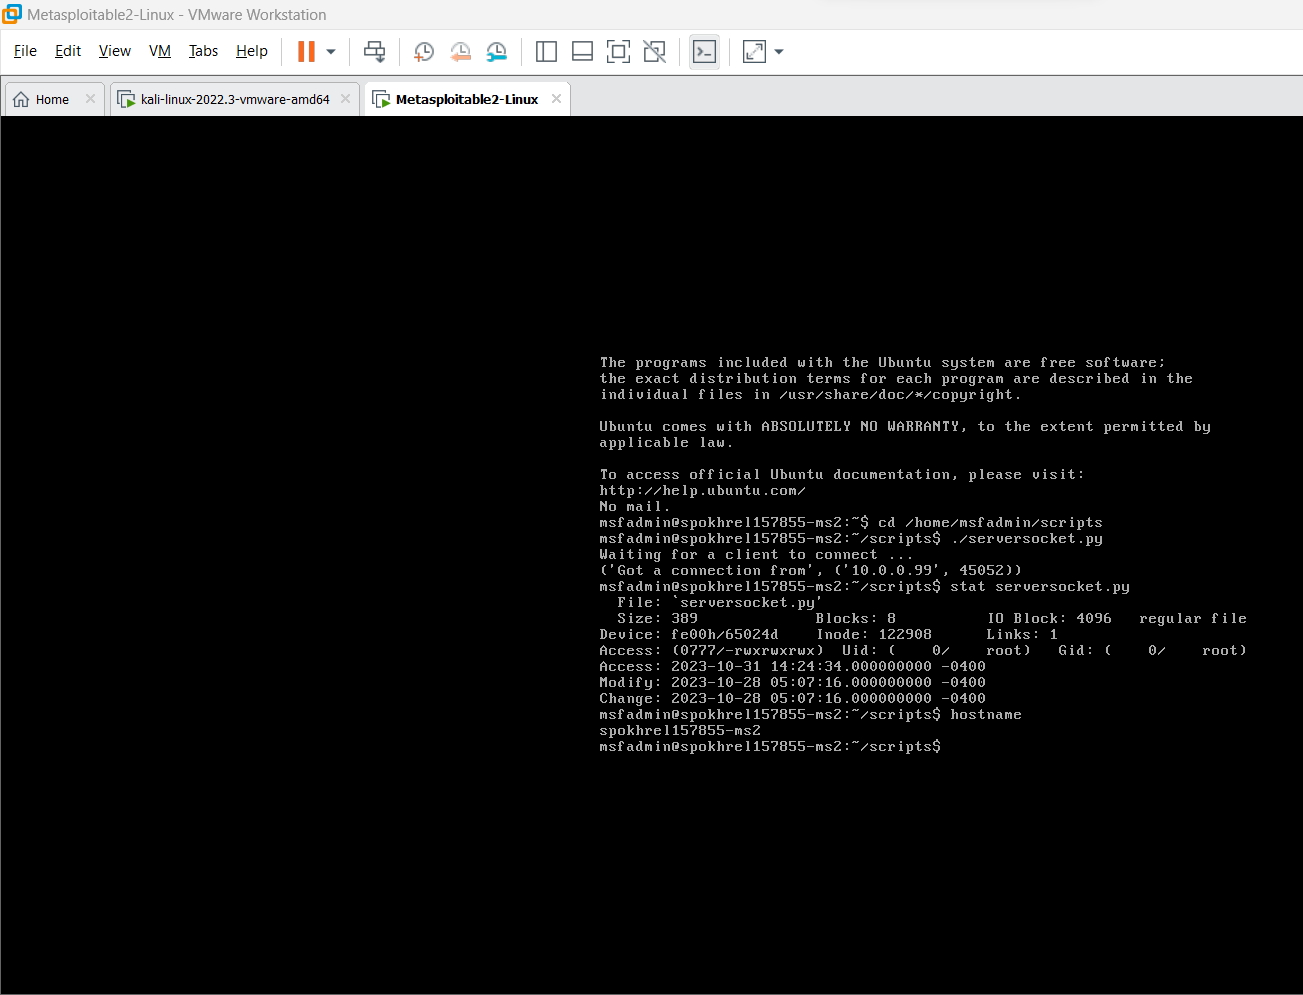 Metasploitable2-Linux - VMware Workstation
File Edit View VM Tabs Help
Home kali-linux-2022.3-vmware-amd64 Metasploitable2-Linux
The programs included with the Ubuntu system are free software;
the exact distribution terms for each program are described in the
individual files in /usr/share/doc/*/copyright.
Ubuntu comes with ABSOLUTELY NO WARRANTY, to the extent permitted by
applicable law.
To access official Ubuntu documentation, please visit:
http://help.ubuntu.com/
No mail.
msfadmin@spokhrel157855-ms2:~$ cd /home/msfadmin/scripts
msfadmin@spokhrel157855-ms2:~/scripts$ ./serversocket.py
Waiting for a client to connect ...
('Got a connection from', ('10.0.0.99', 45052))
msfadmin@spokhrel157855-ms2:~/scripts$ stat serversocket.py
  File: `serversocket.py'
  Size: 389             Blocks: 8          IO Block: 4096   regular file
Device: fe00h/65024d    Inode: 122908      Links: 1
Access: (0777/-rwxrwxrwx)  Uid: (    0/    root)   Gid: (    0/    root)
Access: 2023-10-31 14:24:34.000000000 -0400
Modify: 2023-10-28 05:07:16.000000000 -0400
Change: 2023-10-28 05:07:16.000000000 -0400
msfadmin@spokhrel157855-ms2:~/scripts$ hostname
spokhrel157855-ms2
msfadmin@spokhrel157855-ms2:~/scripts$